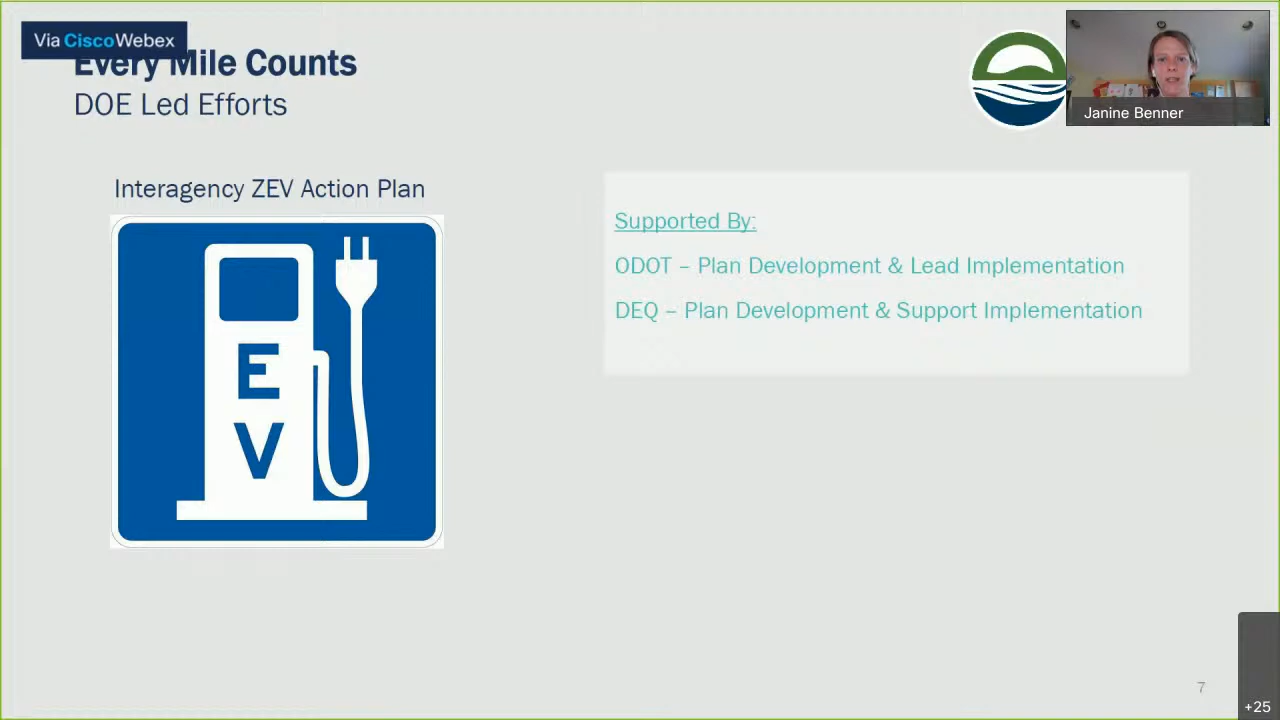 Via CiscoWebex
Every Mile Counts
DOE Led Efforts
Janine Benner
Interagency ZEV Action Plan
E
V
Supported By:
ODOT – Plan Development & Lead Implementation
DEQ – Plan Development & Support Implementation
7
+25